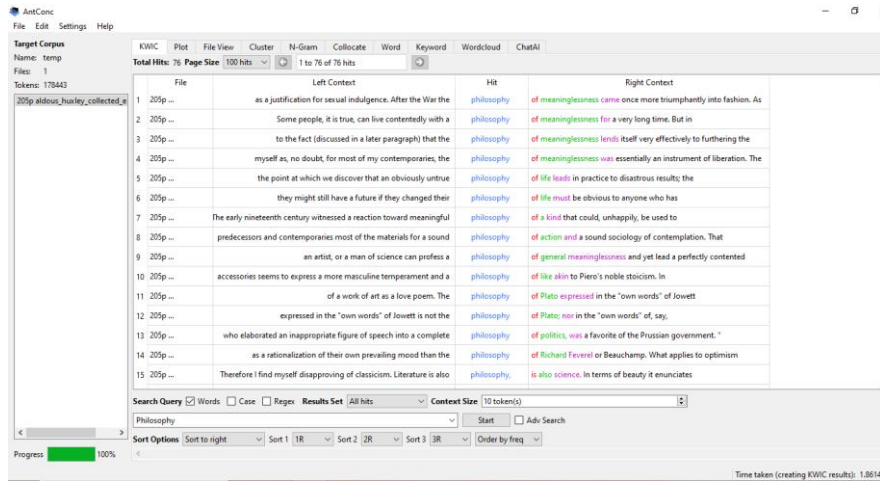 AntConc
File Edit Settings Help
Target Corpus
Name: temp
Files: 1
Tokens: 178443
205p aldous_huxley_collected_e
Progress 100%
KWIC Plot File View Cluster N-Gram Collocate Word Keyword Wordcloud ChatAI
Total Hits: 76 Page Size 100 hits 1 to 76 of 76 hits
File Left Context Hit Right Context
1 205p ... as a justification for sexual indulgence. After the War the philosophy of meaninglessness came once more triumphantly into fashion. As
2 205p ... Some people, it is true, can live contentedly with a philosophy of meaninglessness for a very long time. But in
3 205p ... to the fact (discussed in a later paragraph) that the philosophy of meaninglessness lends itself very effectively to furthering the
4 205p ... myself as, no doubt, for most of my contemporaries, the philosophy of meaninglessness was essentially an instrument of liberation. The
5 205p ... the point at which we discover that an obviously untrue philosophy of life leads in practice to disastrous results; the
6 205p ... they might still have a future if they changed their philosophy of life must be obvious to anyone who has
7 205p ... The early nineteenth century witnessed a reaction toward meaningful philosophy of a kind that could, unhappily, be used to
8 205p ... predecessors and contemporaries most of the materials for a sound philosophy of action and a sound sociology of contemplation. That
9 205p ... an artist, or a man of science can profess a philosophy of general meaninglessness and yet lead a perfectly contented
10 205p ... accessories seems to express a more masculine temperament and a philosophy of like akin to Piero's noble stoicism. In
11 205p ... of a work of art as a love poem. The philosophy of Plato expressed in the "own words" of Jowett
12 205p ... expressed in the "own words" of Jowett is not the philosophy of Plato; nor in the "own words" of, say,
13 205p ... who elaborated an inappropriate figure of speech into a complete philosophy of politics, was a favorite of the Prussian government. "
14 205p ... as a rationalization of their own prevailing mood than the philosophy of Richard Feverel or Beauchamp. What applies to optimism
15 205p ... Therefore I find myself disapproving of classicism. Literature is also philosophy, is also science. In terms of beauty it enunciates
Search Query Words Case Regex Results Set All hits Context Size 10 token(s)
Philosophy Start Adv Search
Sort Options Sort to right Sort 1 1R Sort 2 2R Sort 3 3R Order by freq
Time taken (creating KWIC results): 1.8614